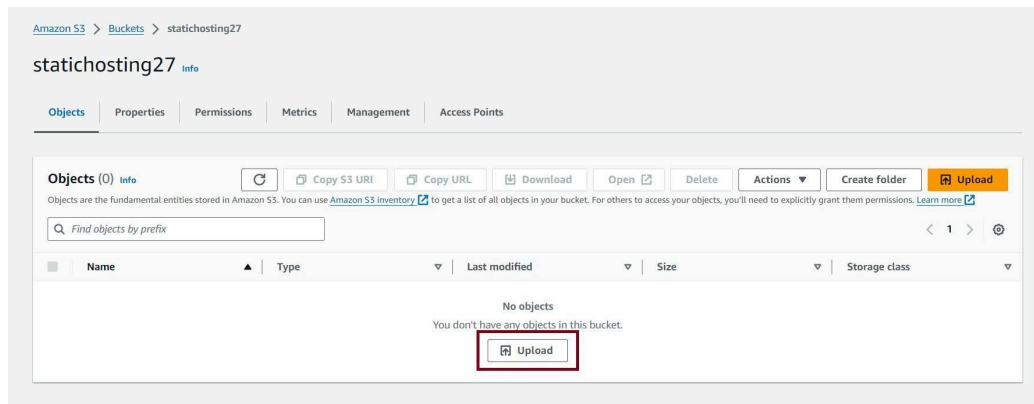 Amazon S3 > Buckets > statichosting27
statichosting27 Info
Objects Properties Permissions Metrics Management Access Points
Objects (0) Info Copy S3 URI Copy URL Download Open Delete Actions Create folder Upload
Objects are the fundamental entities stored in Amazon S3. You can use Amazon S3 inventory to get a list of all objects in your bucket. For others to access your objects, you'll need to explicitly grant them permissions. Learn more
Find objects by prefix < 1 >
Name Type Last modified Size Storage class
No objects
You don't have any objects in this bucket.
Upload